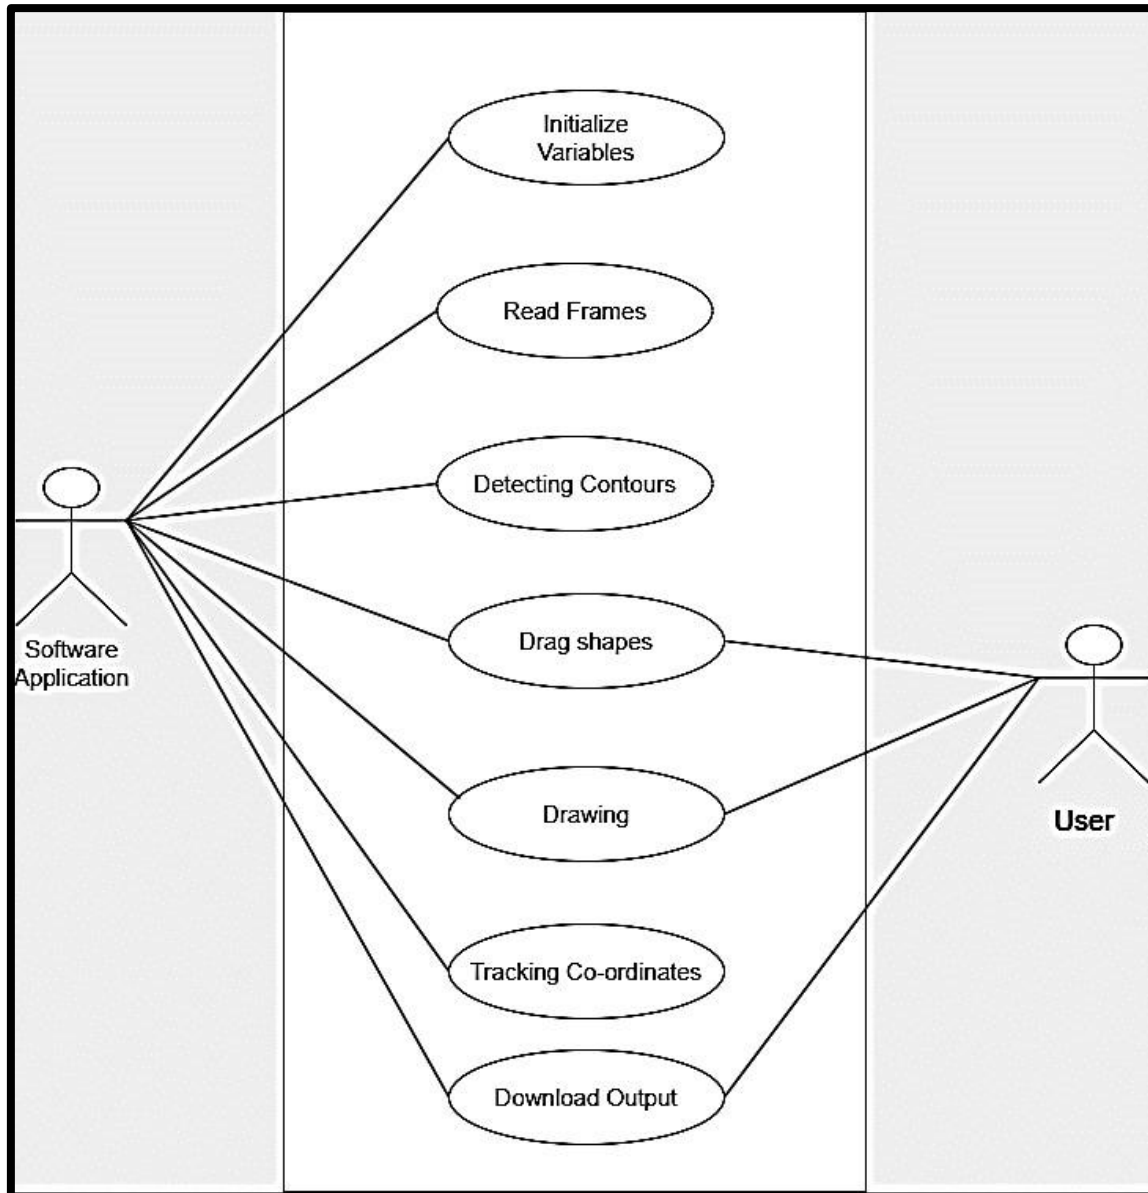 Initialize
Variables
Read Frames
Detecting Contours
Software
Application
Drag shapes
Drawing
User
Tracking Co-ordinates
Download Output